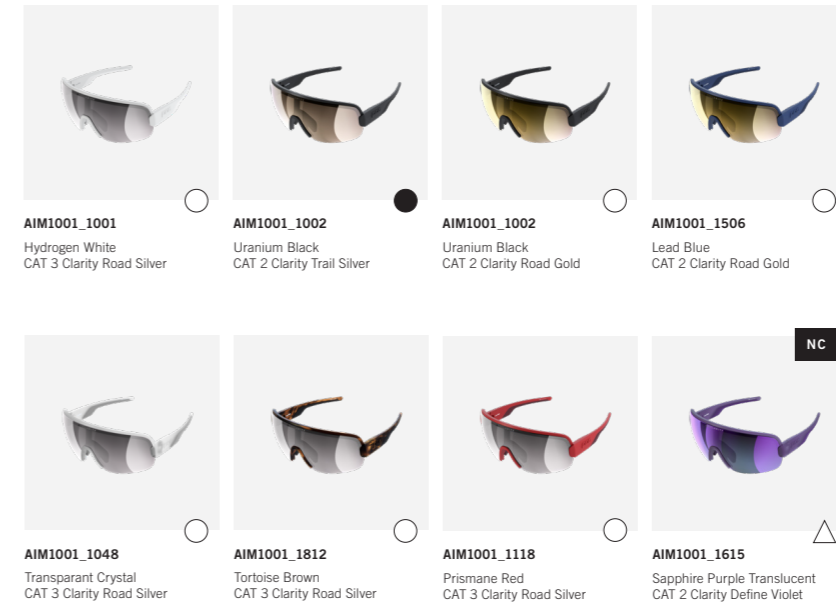 AIM1001_1001
Hydrogen White
CAT 3 Clarity Road Silver
AIM1001_1002
Uranium Black
CAT 2 Clarity Trail Silver
AIM1001_1002
Uranium Black
CAT 2 Clarity Road Gold
AIM1001_1506
Lead Blue
CAT 2 Clarity Road Gold
NC
AIM1001_1048
Transparant Crystal
CAT 3 Clarity Road Silver
AIM1001_1812
Tortoise Brown
CAT 3 Clarity Road Silver
AIM1001_1118
Prismane Red
CAT 3 Clarity Road Silver
AIM1001_1615
Sapphire Purple Translucent
CAT 2 Clarity Define Violet